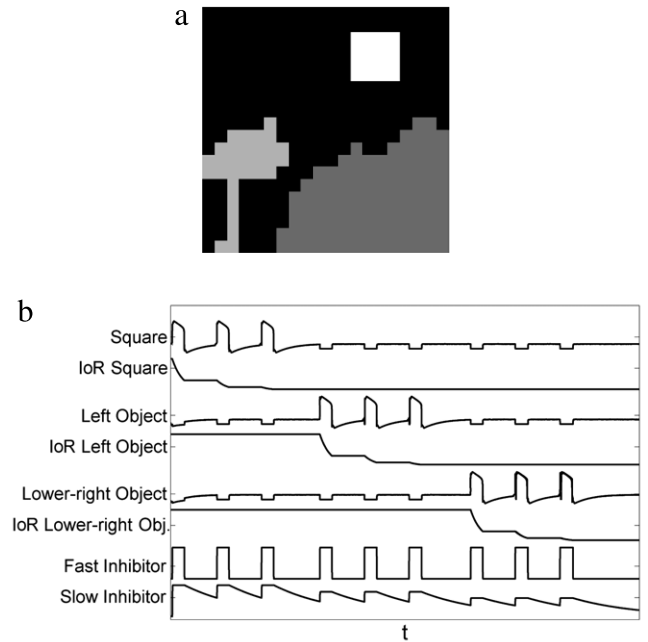 a
b
Square
IoR Square
Left Object
IoR Left Object
Lower-right Object
IoR Lower-right Obj.
Fast Inhibitor
Slow Inhibitor
t